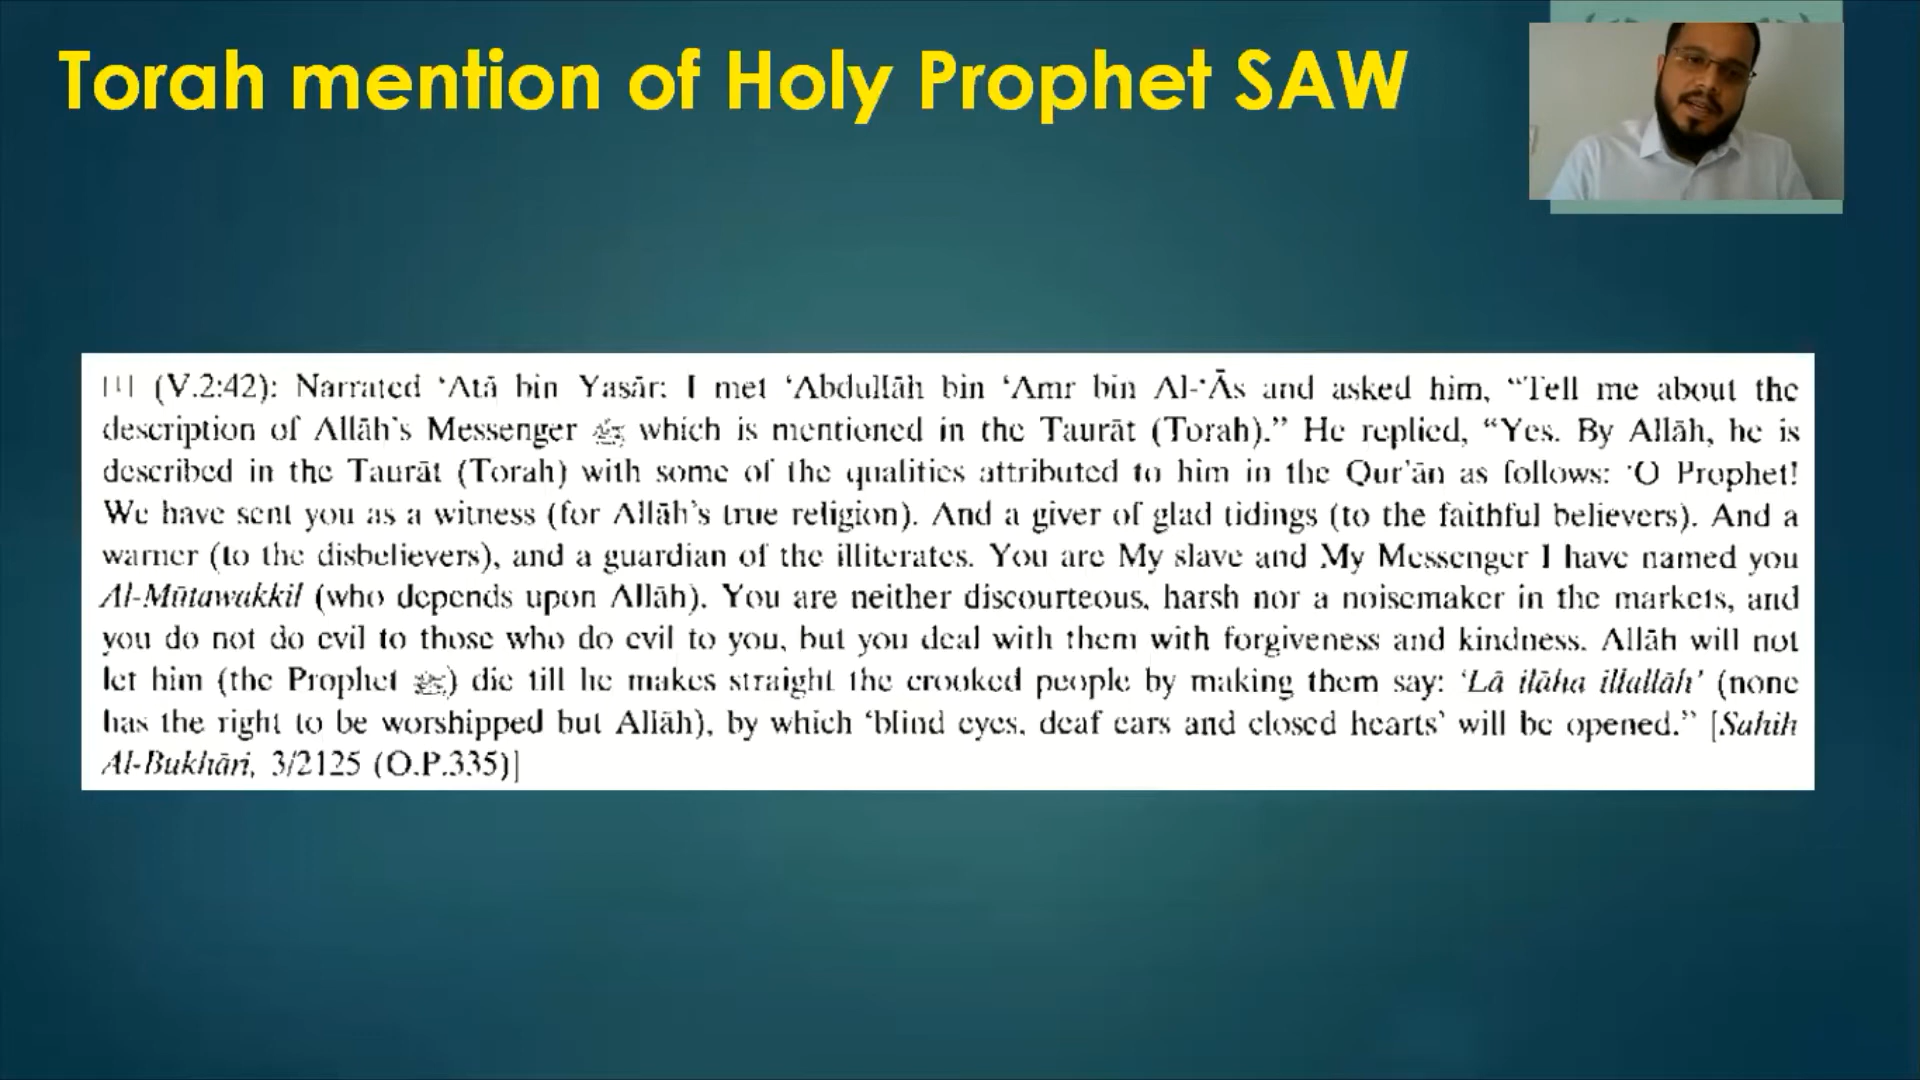 Torah mention of Holy Prophet SAW
[1] (V.2:42): Narrated ‘Atā bin Yasār: I met ‘Abdullāh bin ‘Amr bin Al-‘Ās and asked him, “Tell me about the
description of Allāh’s Messenger ﷺ which is mentioned in the Taurāt (Torah).” He replied, “Yes. By Allāh, he is
described in the Taurāt (Torah) with some of the qualities attributed to him in the Qur’ān as follows: ‘O Prophet!
We have sent you as a witness (for Allāh’s true religion). And a giver of glad tidings (to the faithful believers). And a
warner (to the disbelievers), and a guardian of the illiterates. You are My slave and My Messenger I have named you
Al-Mūtawakkil (who depends upon Allāh). You are neither discourteous, harsh nor a noisemaker in the markets, and
you do not do evil to those who do evil to you, but you deal with them with forgiveness and kindness. Allāh will not
let him (the Prophet ﷺ) die till he makes straight the crooked people by making them say: ‘Lā ilāha illallāh’ (none
has the right to be worshipped but Allāh), by which ‘blind eyes, deaf ears and closed hearts’ will be opened.” [Sahih
Al-Bukhāri, 3/2125 (O.P.335)]